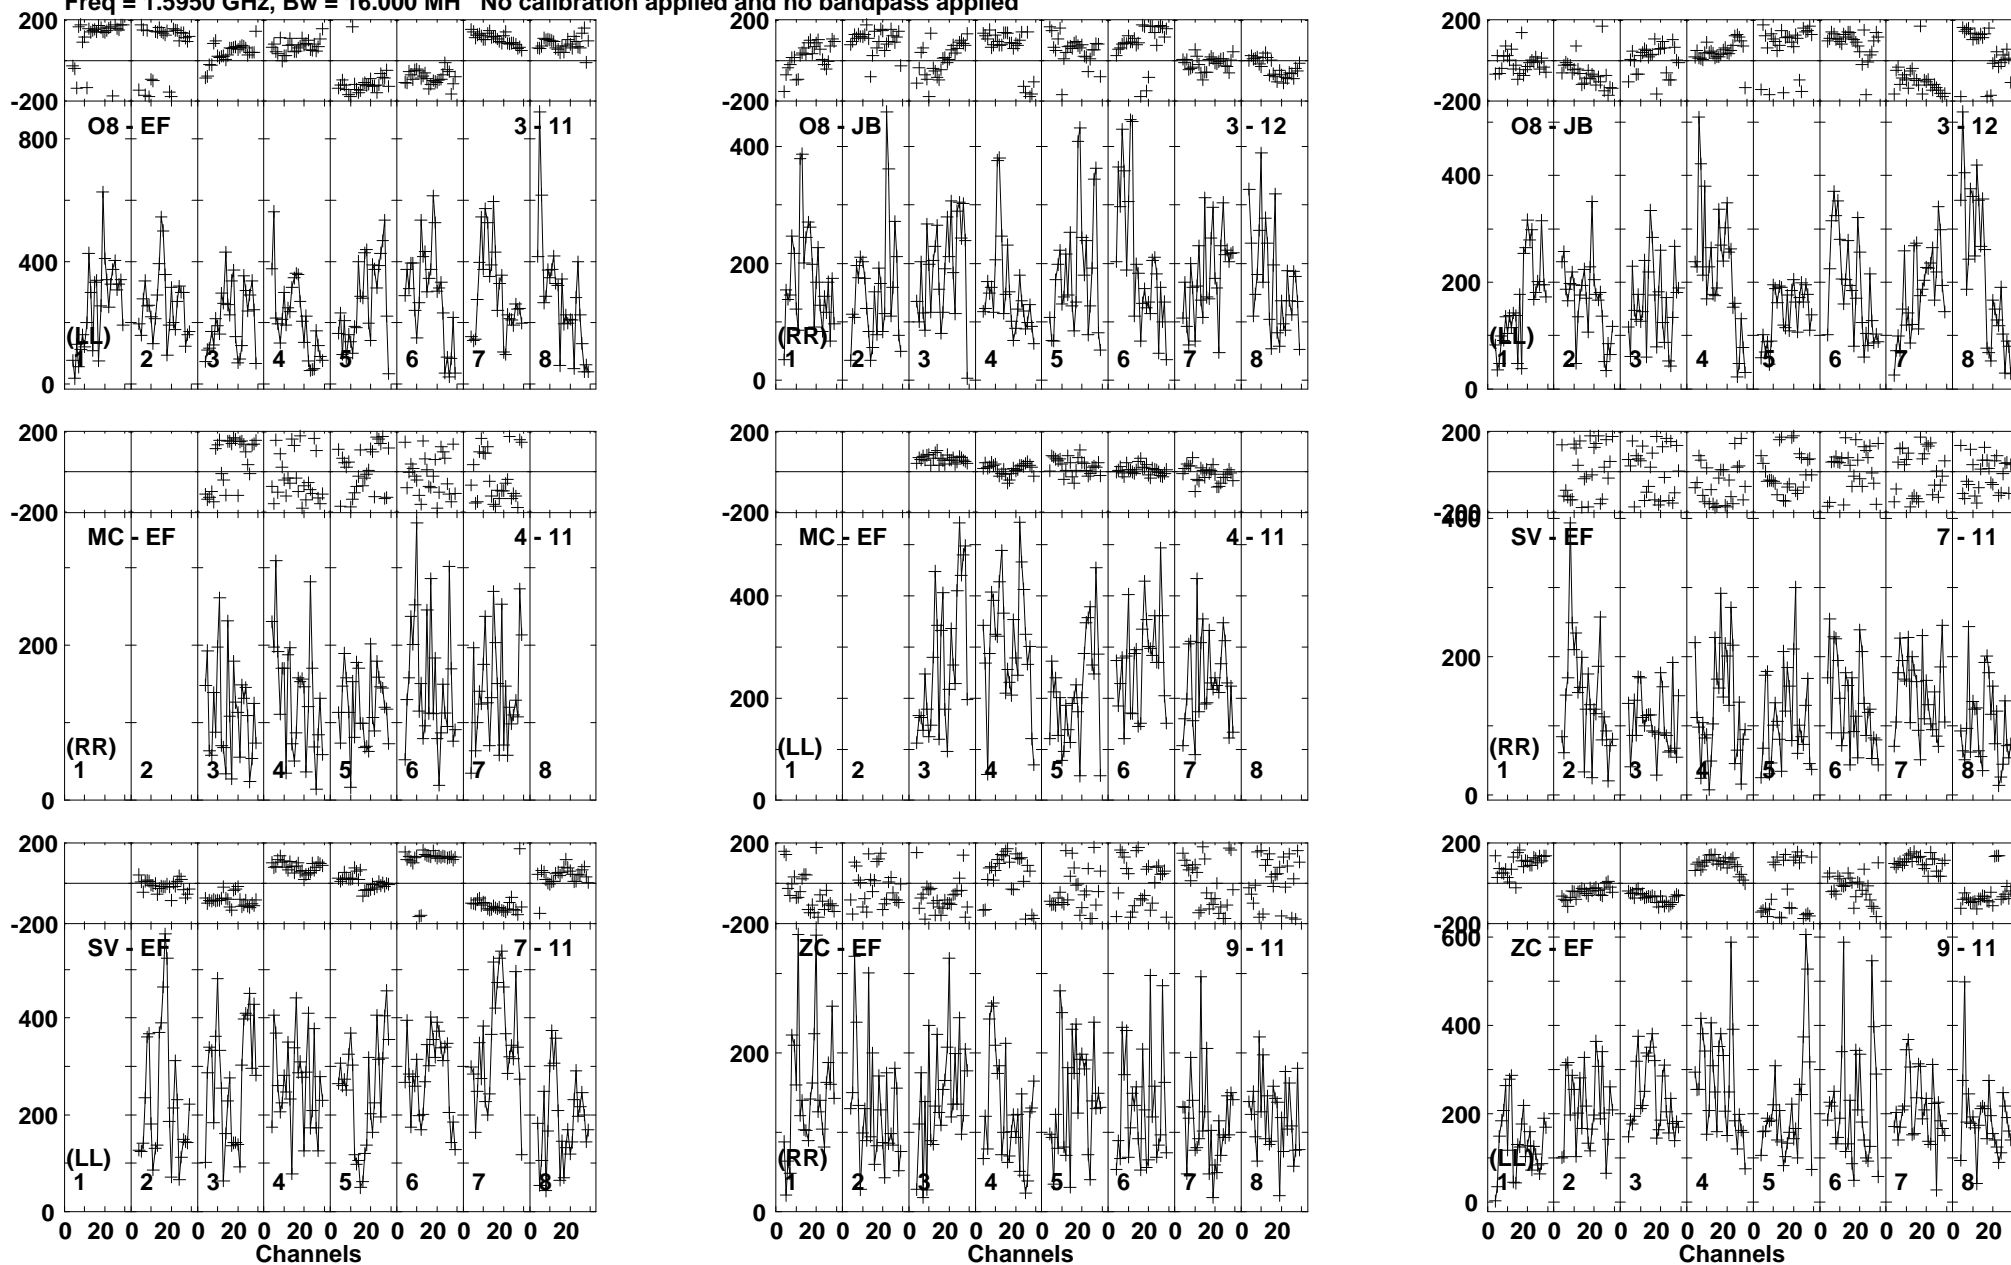 Freq = 1.5950 GHz, Bw = 16.000 MH No calibration applied and no bandpass applied
200 200 200
-200 -200 -200
O8 - EF 3 - 11 O8 - JB 3 - 12 O8 - JB 3 - 12
800 400 400
400 200 200
(LL) (RR) (LL)
1 2 3 4 5 6 7 8 1 2 3 4 5 6 7 8 1 2 3 4 5 6 7 8
0 0 0
200 200 200
-200 -200 -200
400
MC - EF 4 - 11 MC - EF 4 - 11 SV - EF 7 - 11
200 400 200
200
(RR) (LL) (RR)
1 2 3 4 5 6 7 8 1 2 3 4 5 6 7 8 1 2 3 4 5 6 7 8
0 0 0
200 200 200
-200 -200 -200
600
SV - EF 7 - 11 ZC - EF 9 - 11 ZC - EF 9 - 11
400 200 400
200 200
(LL) (RR) (LL)
1 2 3 4 5 6 7 8 1 2 3 4 5 6 7 8 1 2 3 4 5 6 7 8
0 0 0
0 20 0 20 0 20 0 20 0 20 0 20 0 20 0 20 0 20 0 20 0 20 0 20 0 20 0 20 0 20 0 20 0 20 0 20 0 20 0 20 0 20 0 20 0 20 0 20
Channels Channels Channels